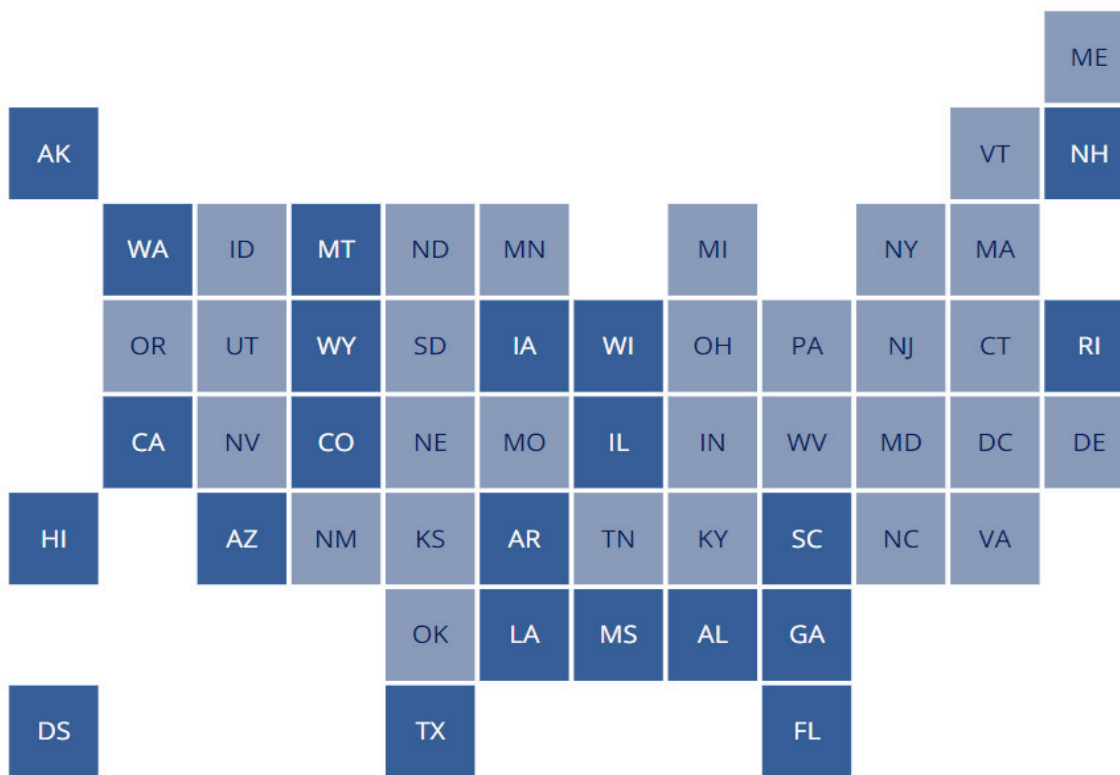 ME
AK VT NH
WA ID MT ND MN MI NY MA
OR UT WY SD IA WI OH PA NJ CT RI
CA NV CO NE MO IL IN WV MD DC DE
HI AZ NM KS AR TN KY SC NC VA
OK LA MS AL GA
DS TX FL